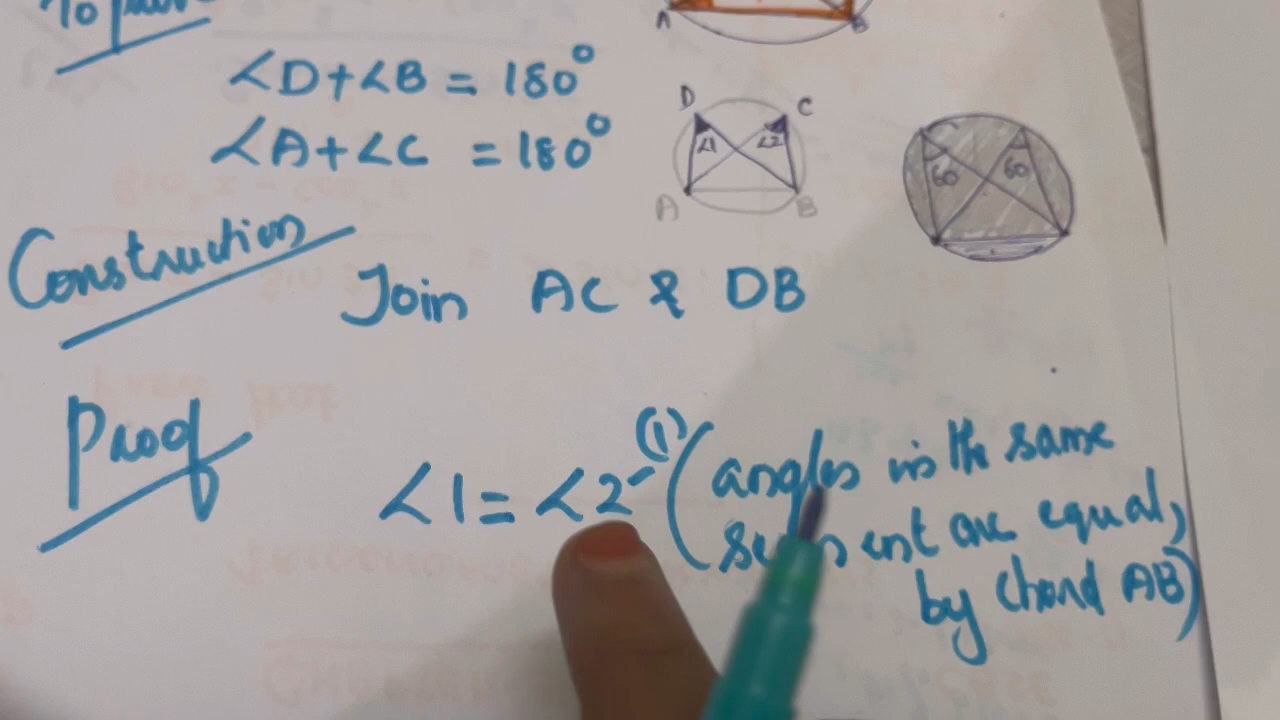 To prove
A B
∠D+∠B = 180°
∠A+∠C = 180°
D C
∠1 ∠2
A B
60 60
Construction
Join AC & DB
Proof
∠1 = ∠2 - (1) (angles in the same
segment are equal,
by chord AB)